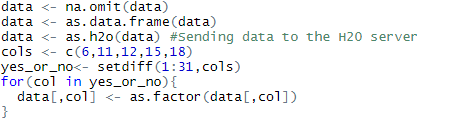 data <- na.omit(data)
data <- as.data.frame(data)
data <- as.h2o(data) #Sending data to the H2O server
cols <- c(6,11,12,15,18)
yes_or_no<- setdiff(1:31,cols)
for(col in yes_or_no){
  data[,col] <- as.factor(data[,col])
}